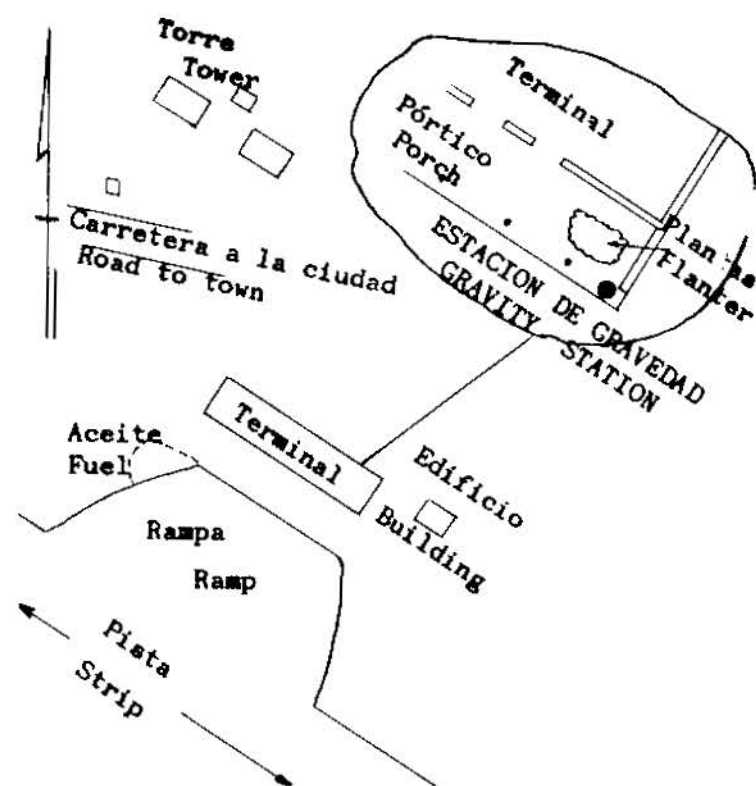 Torre
Tower
Terminal
Pórtico
Porch
Planter
ESTACION DE GRAVEDAD
GRAVITY STATION
Carretera a la ciudad
Road to town
Terminal
Aceite
Fuel
Edificio
Building
Rampa
Ramp
Pista
Strip